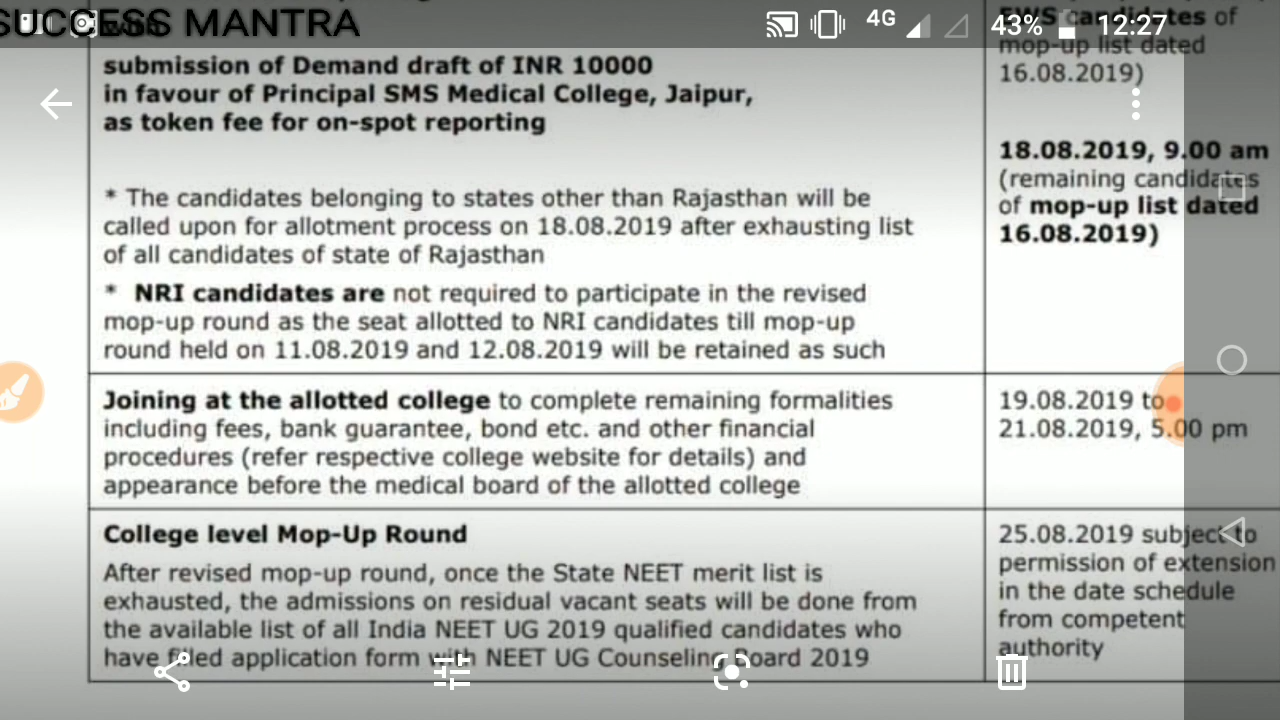 SUCCESS MANTRA
4G 43% 12:27
submission of Demand draft of INR 10000
in favour of Principal SMS Medical College, Jaipur,
as token fee for on-spot reporting
* The candidates belonging to states other than Rajasthan will be
called upon for allotment process on 18.08.2019 after exhausting list
of all candidates of state of Rajasthan
* NRI candidates are not required to participate in the revised
mop-up round as the seat allotted to NRI candidates till mop-up
round held on 11.08.2019 and 12.08.2019 will be retained as such
EWS candidates of
mop-up list dated
16.08.2019)
18.08.2019, 9.00 am
(remaining candidates
of mop-up list dated
16.08.2019)
Joining at the allotted college to complete remaining formalities
including fees, bank guarantee, bond etc. and other financial
procedures (refer respective college website for details) and
appearance before the medical board of the allotted college
19.08.2019 to
21.08.2019, 5.00 pm
College level Mop-Up Round
After revised mop-up round, once the State NEET merit list is
exhausted, the admissions on residual vacant seats will be done from
the available list of all India NEET UG 2019 qualified candidates who
have filled application form with NEET UG Counseling Board 2019
25.08.2019 subject to
permission of extension
in the date schedule
from competent
authority